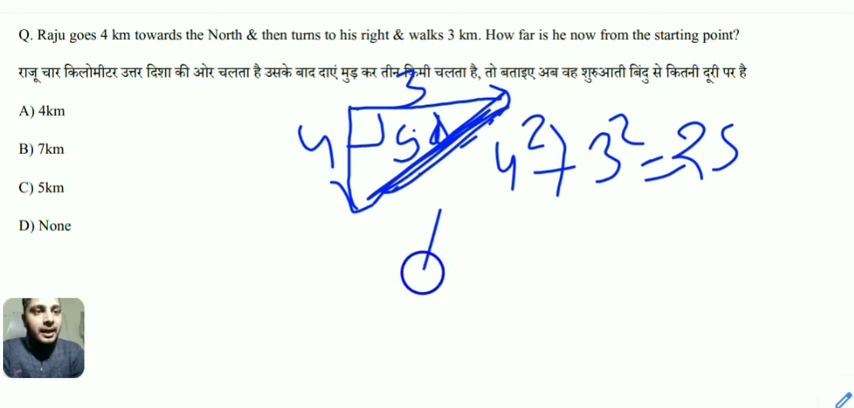 Q. Raju goes 4 km towards the North & then turns to his right & walks 3 km. How far is he now from the starting point?
राजू चार किलोमीटर उत्तर दिशा की ओर चलता है उसके बाद दाएं मुड़ कर तीन किमी चलता है, तो बताइए अब वह शुरुआती बिंदु से कितनी दूरी पर है
A) 4km
3
4
5
4²+3²=25
B) 7km
C) 5km
D) None